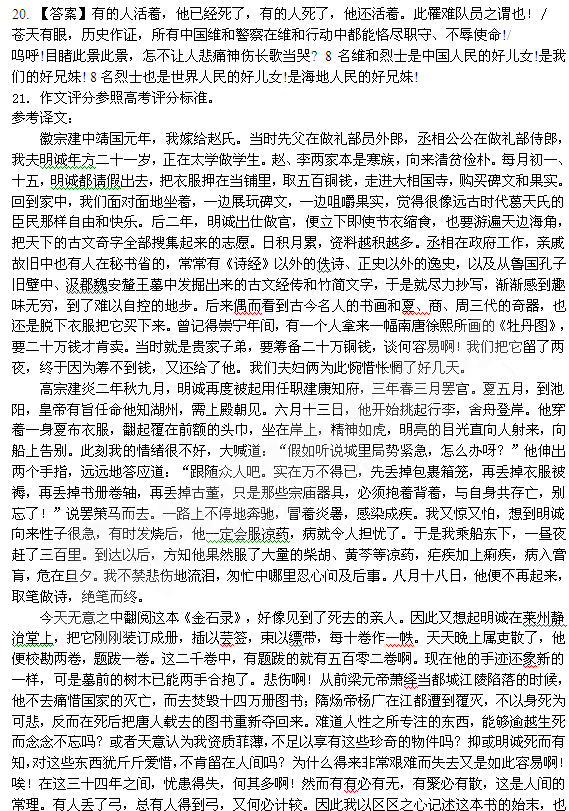 20. 【答案】有的人活着，他已经死了，有的人死了，他还活着。此罹难队员之谓也！/
苍天有眼，历史作证，所有中国维和警察在维和行动中都能恪尽职守、不辱使命!/
呜呼!目睹此景此景，怎不让人悲痛神伤长歌当哭？8 名维和烈士是中国人民的好儿女!是我
们的好兄妹! 8 名烈士也是世界人民的好儿女!是海地人民的好兄妹!
21. 作文评分参照高考评分标准。
参考译文：
徽宗建中靖国元年，我嫁给赵氏。当时先父在做礼部员外郎，丞相公公在做礼部侍郎，
我夫明诚年方二十一岁，正在太学做学生。赵、李两家本是寒族，向来清贫俭朴。每月初一、
十五，明诚都请假出去，把衣服押在当铺里，取五百铜钱，走进大相国寺，购买碑文和果实。
回到家中，我们面对面地坐着，一边展玩碑文，一边咀嚼果实，觉得很像远古时代葛天氏的
臣民那样自由和快乐。后二年，明诚出仕做官，便立下即使节衣缩食，也要游遍天边海角，
把天下的古文奇字全部搜集起来的志愿。日积月累，资料越积越多。丞相在政府工作，亲戚
故旧中也有人在秘书省的，常常有《诗经》以外的佚诗、正史以外的逸史，以及从鲁国孔子
旧壁中、汲郡魏安釐王墓中发掘出来的古文经传和竹简文字，于是就尽力抄写，渐渐感到趣
味无穷，到了难以自控的地步。后来偶而看到古今名人的书画和夏、商、周三代的奇器，也
还是脱下衣服把它买下来。曾记得崇宁年间，有一个人拿来一幅南唐徐熙所画的《牡丹图》，
要二十万钱才肯卖。当时就是贵家子弟，要筹备二十万铜钱，谈何容易啊！我们把它留了两
夜，终于因为筹不到钱，又还给了他。我们夫妇俩为此惋惜怅惘了好几天。
高宗建炎二年秋九月，明诚再度被起用任职建康知府，三年春三月罢官。夏五月，到池
阳，皇帝有旨任命他知湖州，需上殿朝见。六月十三日，他开始挑起行李，舍舟登岸。他穿
着一身夏布衣服，翻起覆在前额的头巾，坐在岸上，精神如虎，明亮的目光直向人射来，向
船上告别。此刻我的情绪很不好，大喊道：“假如听说城里局势紧急，怎么办呀？”他伸出
两个手指，远远地答应道：“跟随众人吧。实在万不得已，先丢掉包裹箱笼，再丢掉衣服被
褥，再丢掉书册卷轴，再丢掉古董，只是那些宗庙器具，必须抱着背着，与自身共存亡，别
忘了！”说罢策马而去。一路上不停地奔驰，冒着炎暑，感染成疾。我又惊又怕，想到明诚
向来性子很急，有时发烧后，他一定会服凉药，病就令人担忧了。于是我乘船东下，一昼夜
赶了三百里。到达以后，方知他果然服了大量的柴胡、黄芩等凉药，疟疾加上痢疾，病入膏
肓，危在旦夕。我不禁悲伤地流泪，匆忙中哪里忍心问及后事。八月十八日，他便不再起来，
取笔做诗，绝笔而终。
今天无意之中翻阅这本《金石录》，好像见到了死去的亲人。因此又想起明诚在莱州静
治堂上，把它刚刚装订成册，插以芸签，束以缥带，每十卷作一帙。天天晚上属吏散了，他
便校勘两卷，题跋一卷。这二千卷中，有题跋的就有五百零二卷啊。现在他的手迹还象新的
一样，可是墓前的树木已能两手合抱了。悲伤啊！从前梁元帝萧绎当都城江陵陷落的时候，
他不去痛惜国家的灭亡，而去焚毁十四万册图书；隋炀帝杨广在江都遭到覆灭，不以身死为
可悲，反而在死后把唐人载去的图书重新夺回来。难道人性之所专注的东西，能够逾越生死
而念念不忘吗？或者天意认为我资质菲薄，不足以享有这些珍奇的物件吗？抑或明诚死而有
知，对这些东西犹斤斤爱惜，不肯留在人间吗？为什么得来非常艰难而失去又是如此容易啊！
唉！在这三十四年之间，忧患得失，何其多啊！然而有有必有无，有聚必有散，这是人间的
常理。有人丢了弓，总有人得到弓，又何必计较。因此我以区区之心记述这本书的始末，也